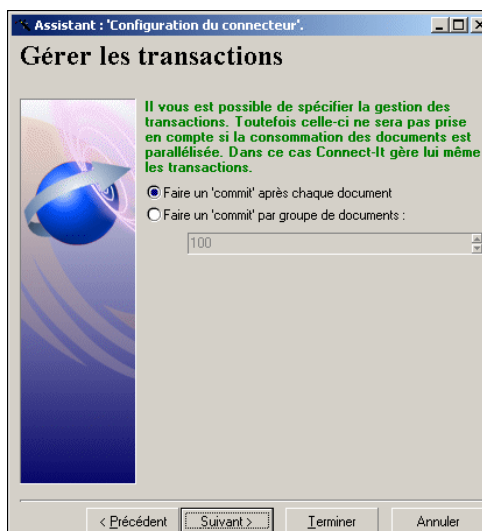 Assistant : 'Configuration du connecteur'.
Gérer les transactions
Il vous est possible de spécifier la gestion des
transactions. Toutefois celle-ci ne sera pas prise
en compte si la consommation des documents est
parallélisée. Dans ce cas Connect-It gère lui même
les transactions.
Faire un 'commit' après chaque document
Faire un 'commit' par groupe de documents :
100
< Précédent Suivant > Terminer Annuler